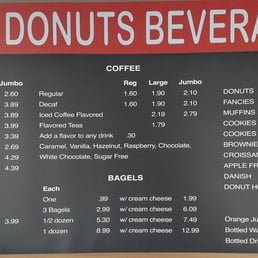 DONUTS BEVERA
COFFEE
Jumbo Reg Large Jumbo
2.60 Regular 1.60 1.90 2.10 DONUTS
3.89 Decaf 1.60 1.90 2.10 FANCIES
3.89 Iced Coffee Flavored 2.19 2.79 MUFFINS
3.99 Flavored Teas 1.79 COOKIES
3.39 Add a flavor to any drink .30 COOKIES
2.69 Caramel, Vanilla, Hazelnut, Raspberry, Chocolate, BROWNIE
4.29 White Chocolate, Sugar Free CROISSAN
4.39 APPLE FR
BAGELS DANISH
Each DONUT HO
One .99 w/ cream cheese 1.99
3 Bagels 2.99 w/ cream cheese 6.09 Orange Ju
3.99 1/2 dozen 5.30 w/ cream cheese 7.49 Bottled Wa
1 dozen 8.99 w/ cream cheese 12.99 Bottled Drin